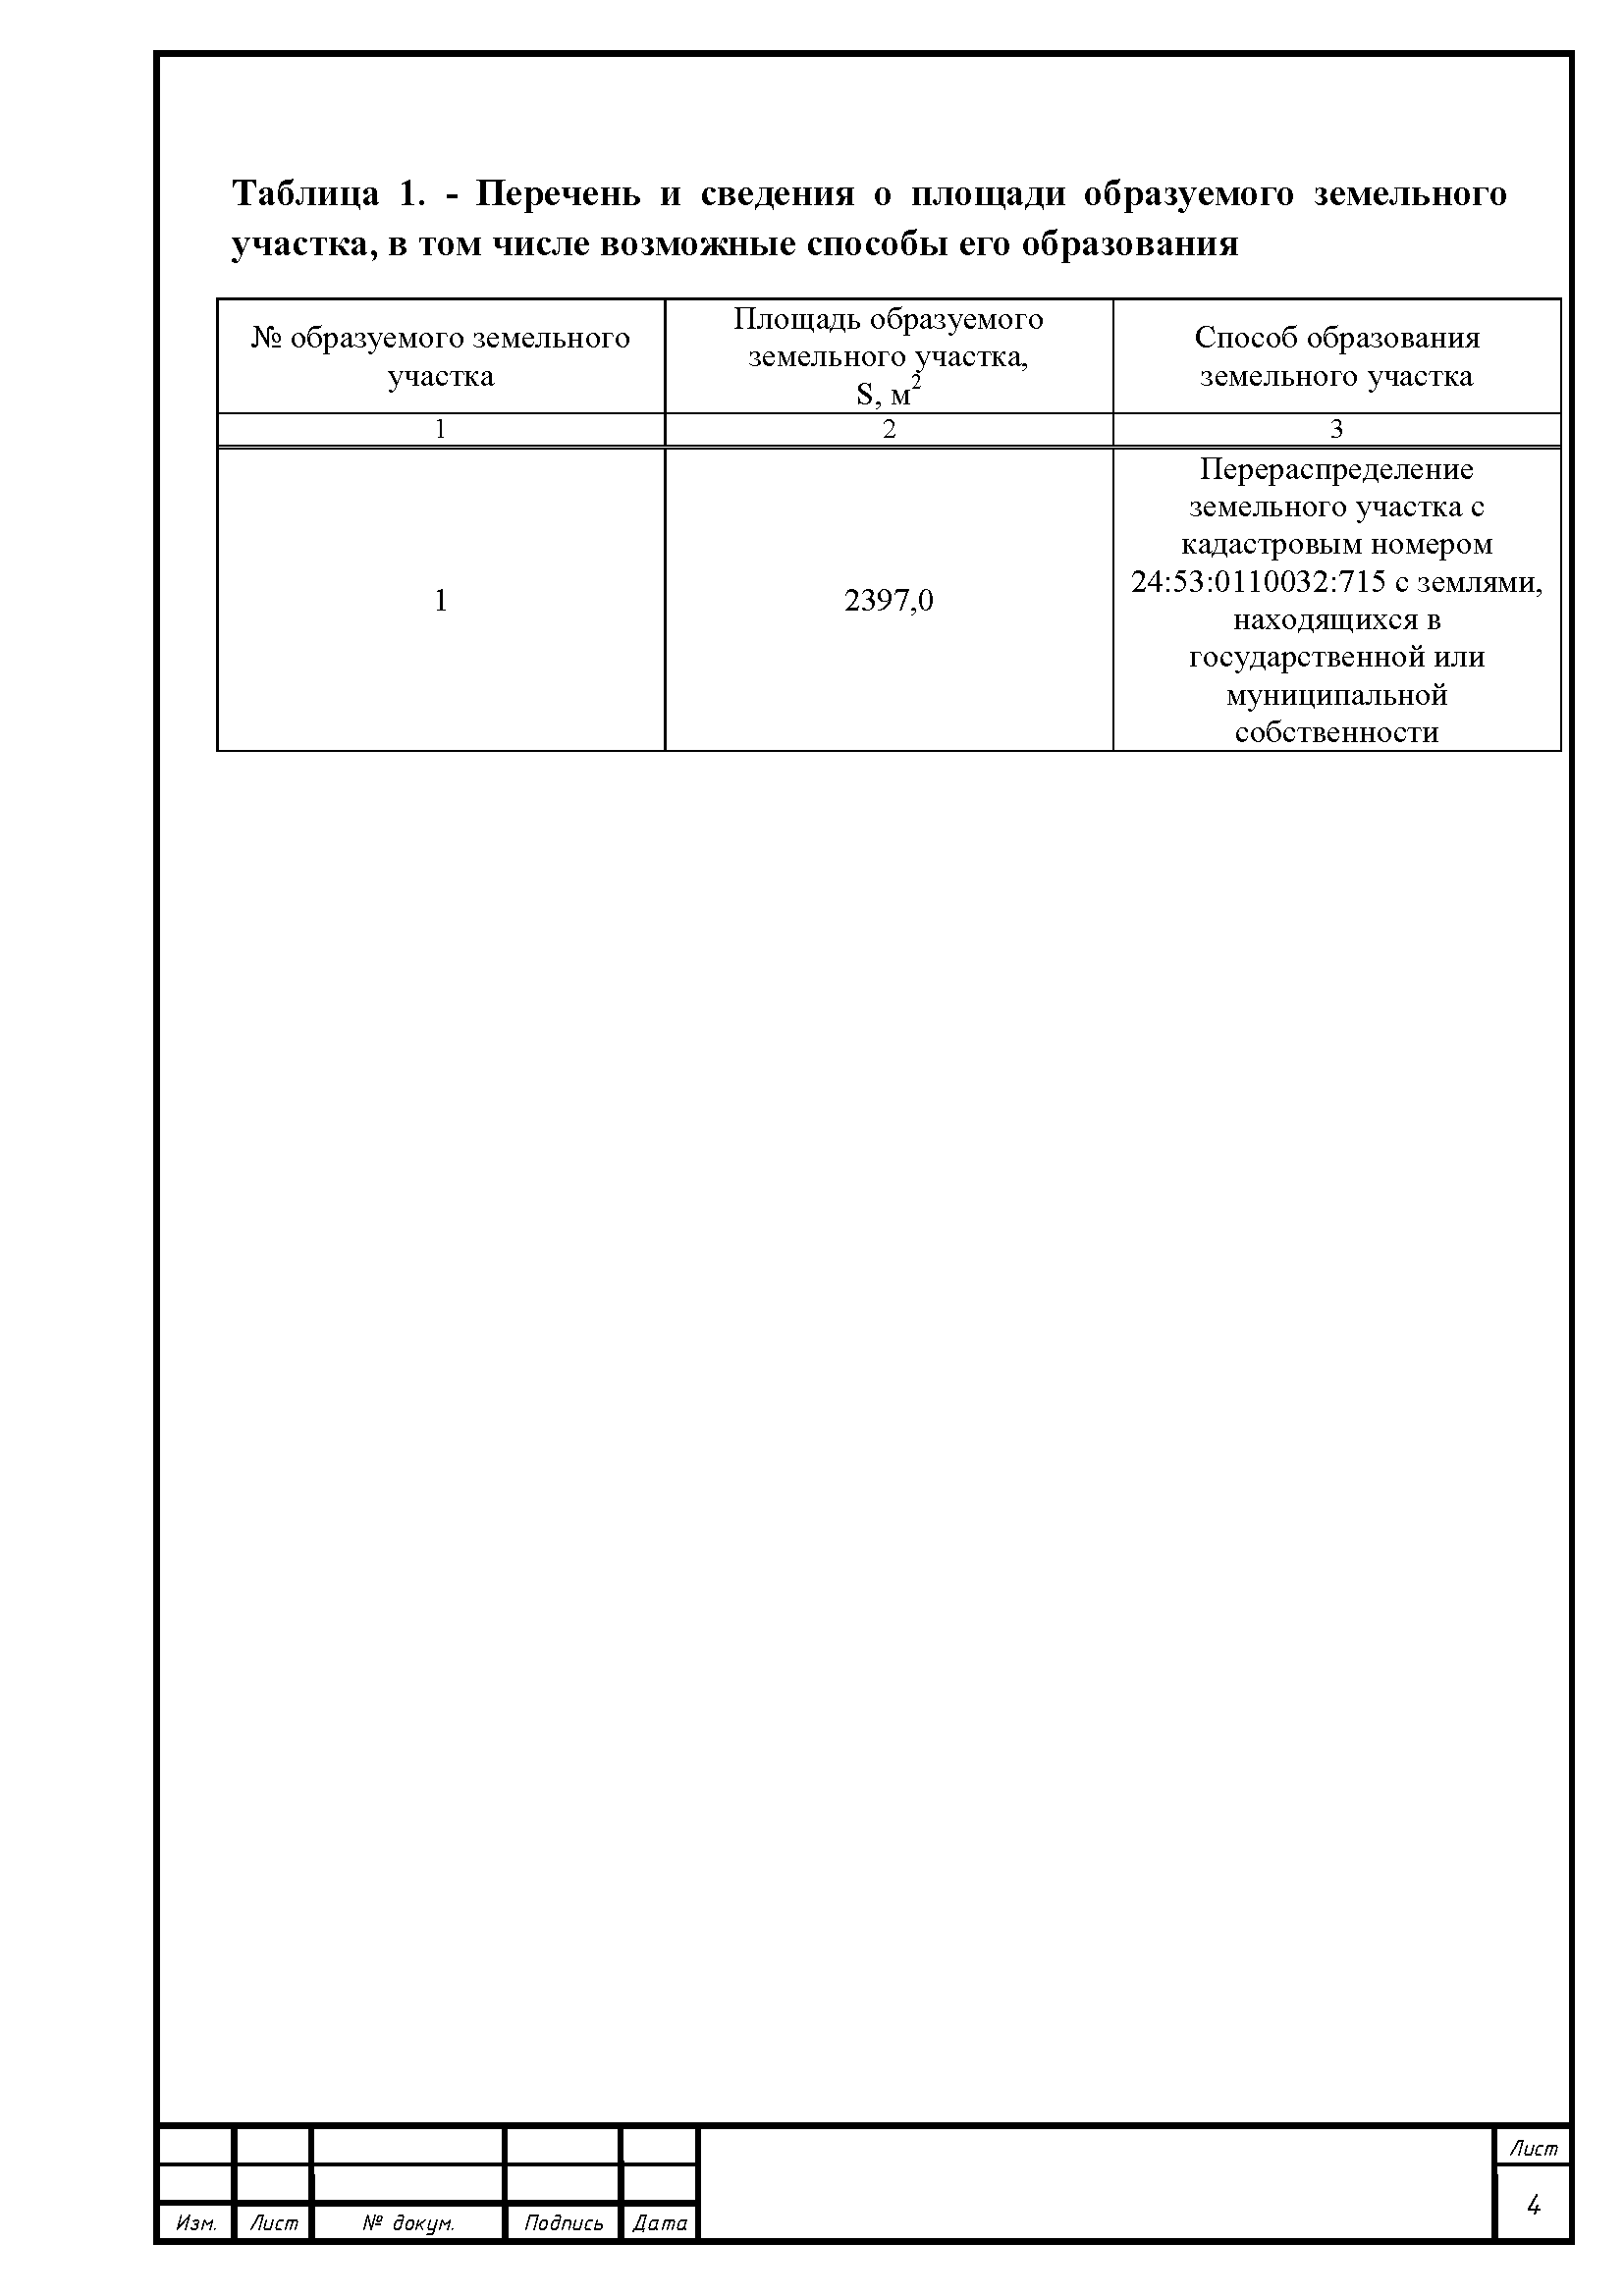 Таблица 1. - Перечень и сведения о площади образуемого земельного
участка, в том числе возможные способы его образования
№ образуемого земельного
участка
Площадь образуемого
земельного участка,
S, м²
Способ образования
земельного участка
1
2
3
1
2397,0
Перераспределение
земельного участка с
кадастровым номером
24:53:0110032:715 с землями,
находящихся в
государственной или
муниципальной
собственности
Лист
4
Изм.
Лист
№ докум.
Подпись
Дата